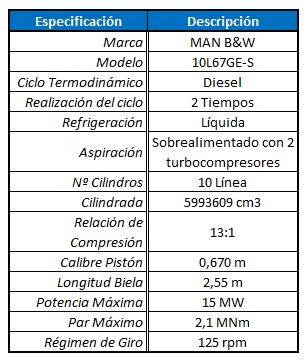 Especificación Descripción
Marca MAN B&W
Modelo 10L67GE-S
Ciclo Termodinámico Diesel
Realización del ciclo 2 Tiempos
Refrigeración Líquida
Aspiración Sobrealimentado con 2
turbocompresores
Nº Cilindros 10 Línea
Cilindrada 5993609 cm3
Relación de
Compresión 13:1
Calibre Pistón 0,670 m
Longitud Biela 2,55 m
Potencia Máxima 15 MW
Par Máximo 2,1 MNm
Régimen de Giro 125 rpm